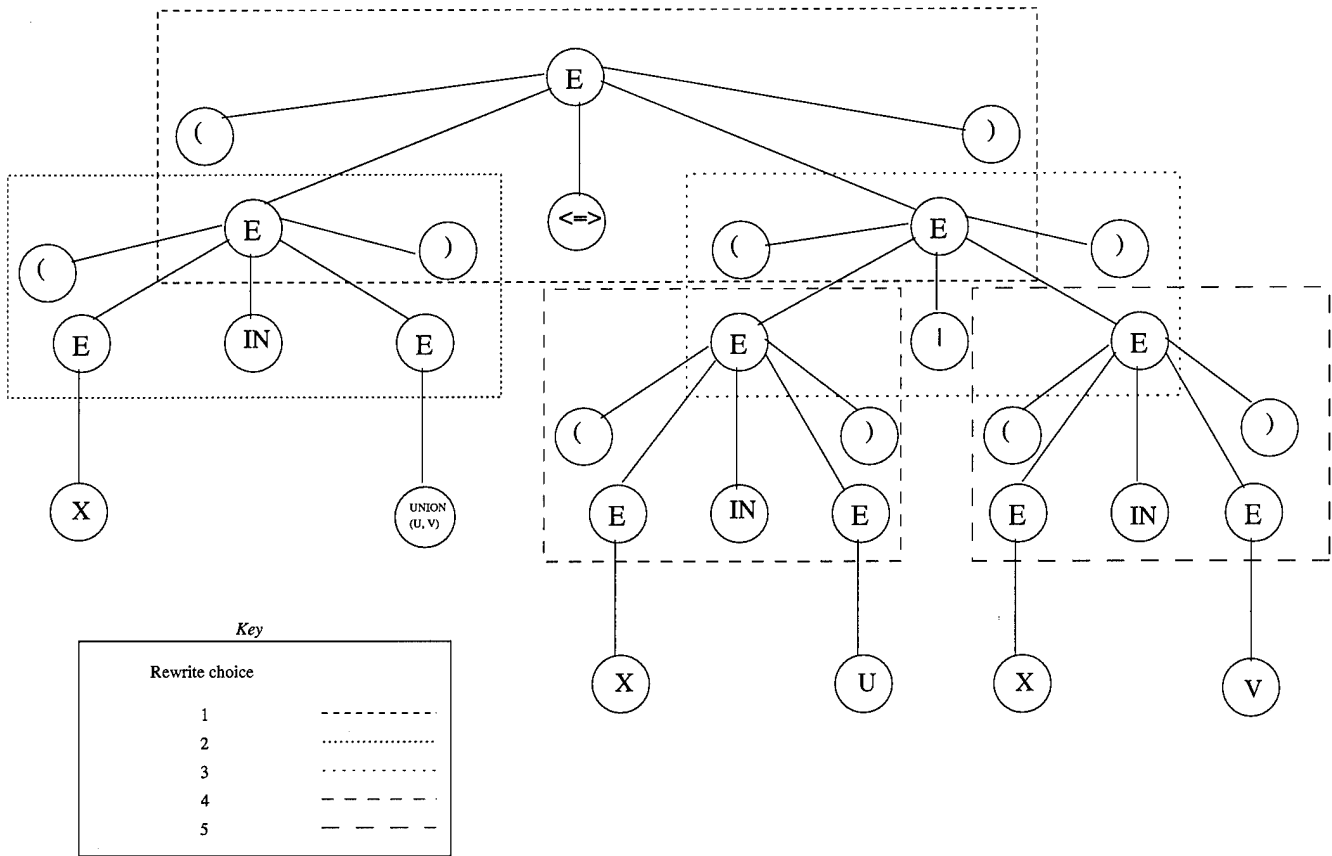 E
(
)
E
<=>
E
(
)
(
)
E
IN
E
E
|
E
(
)
(
)
X
UNION
(U, V)
E
IN
E
E
IN
E
Key
Rewrite choice
X
U
X
V
1
2
3
4
5